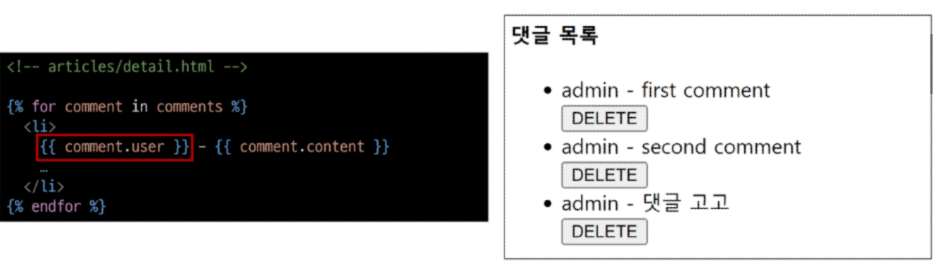 <!-- articles/detail.html -->
{% for comment in comments %}
<li>
{{ comment.user }} - {{ comment.content }}
…
</li>
{% endfor %}
댓글 목록
• admin - first comment
DELETE
• admin - second comment
DELETE
• admin - 댓글 고고
DELETE